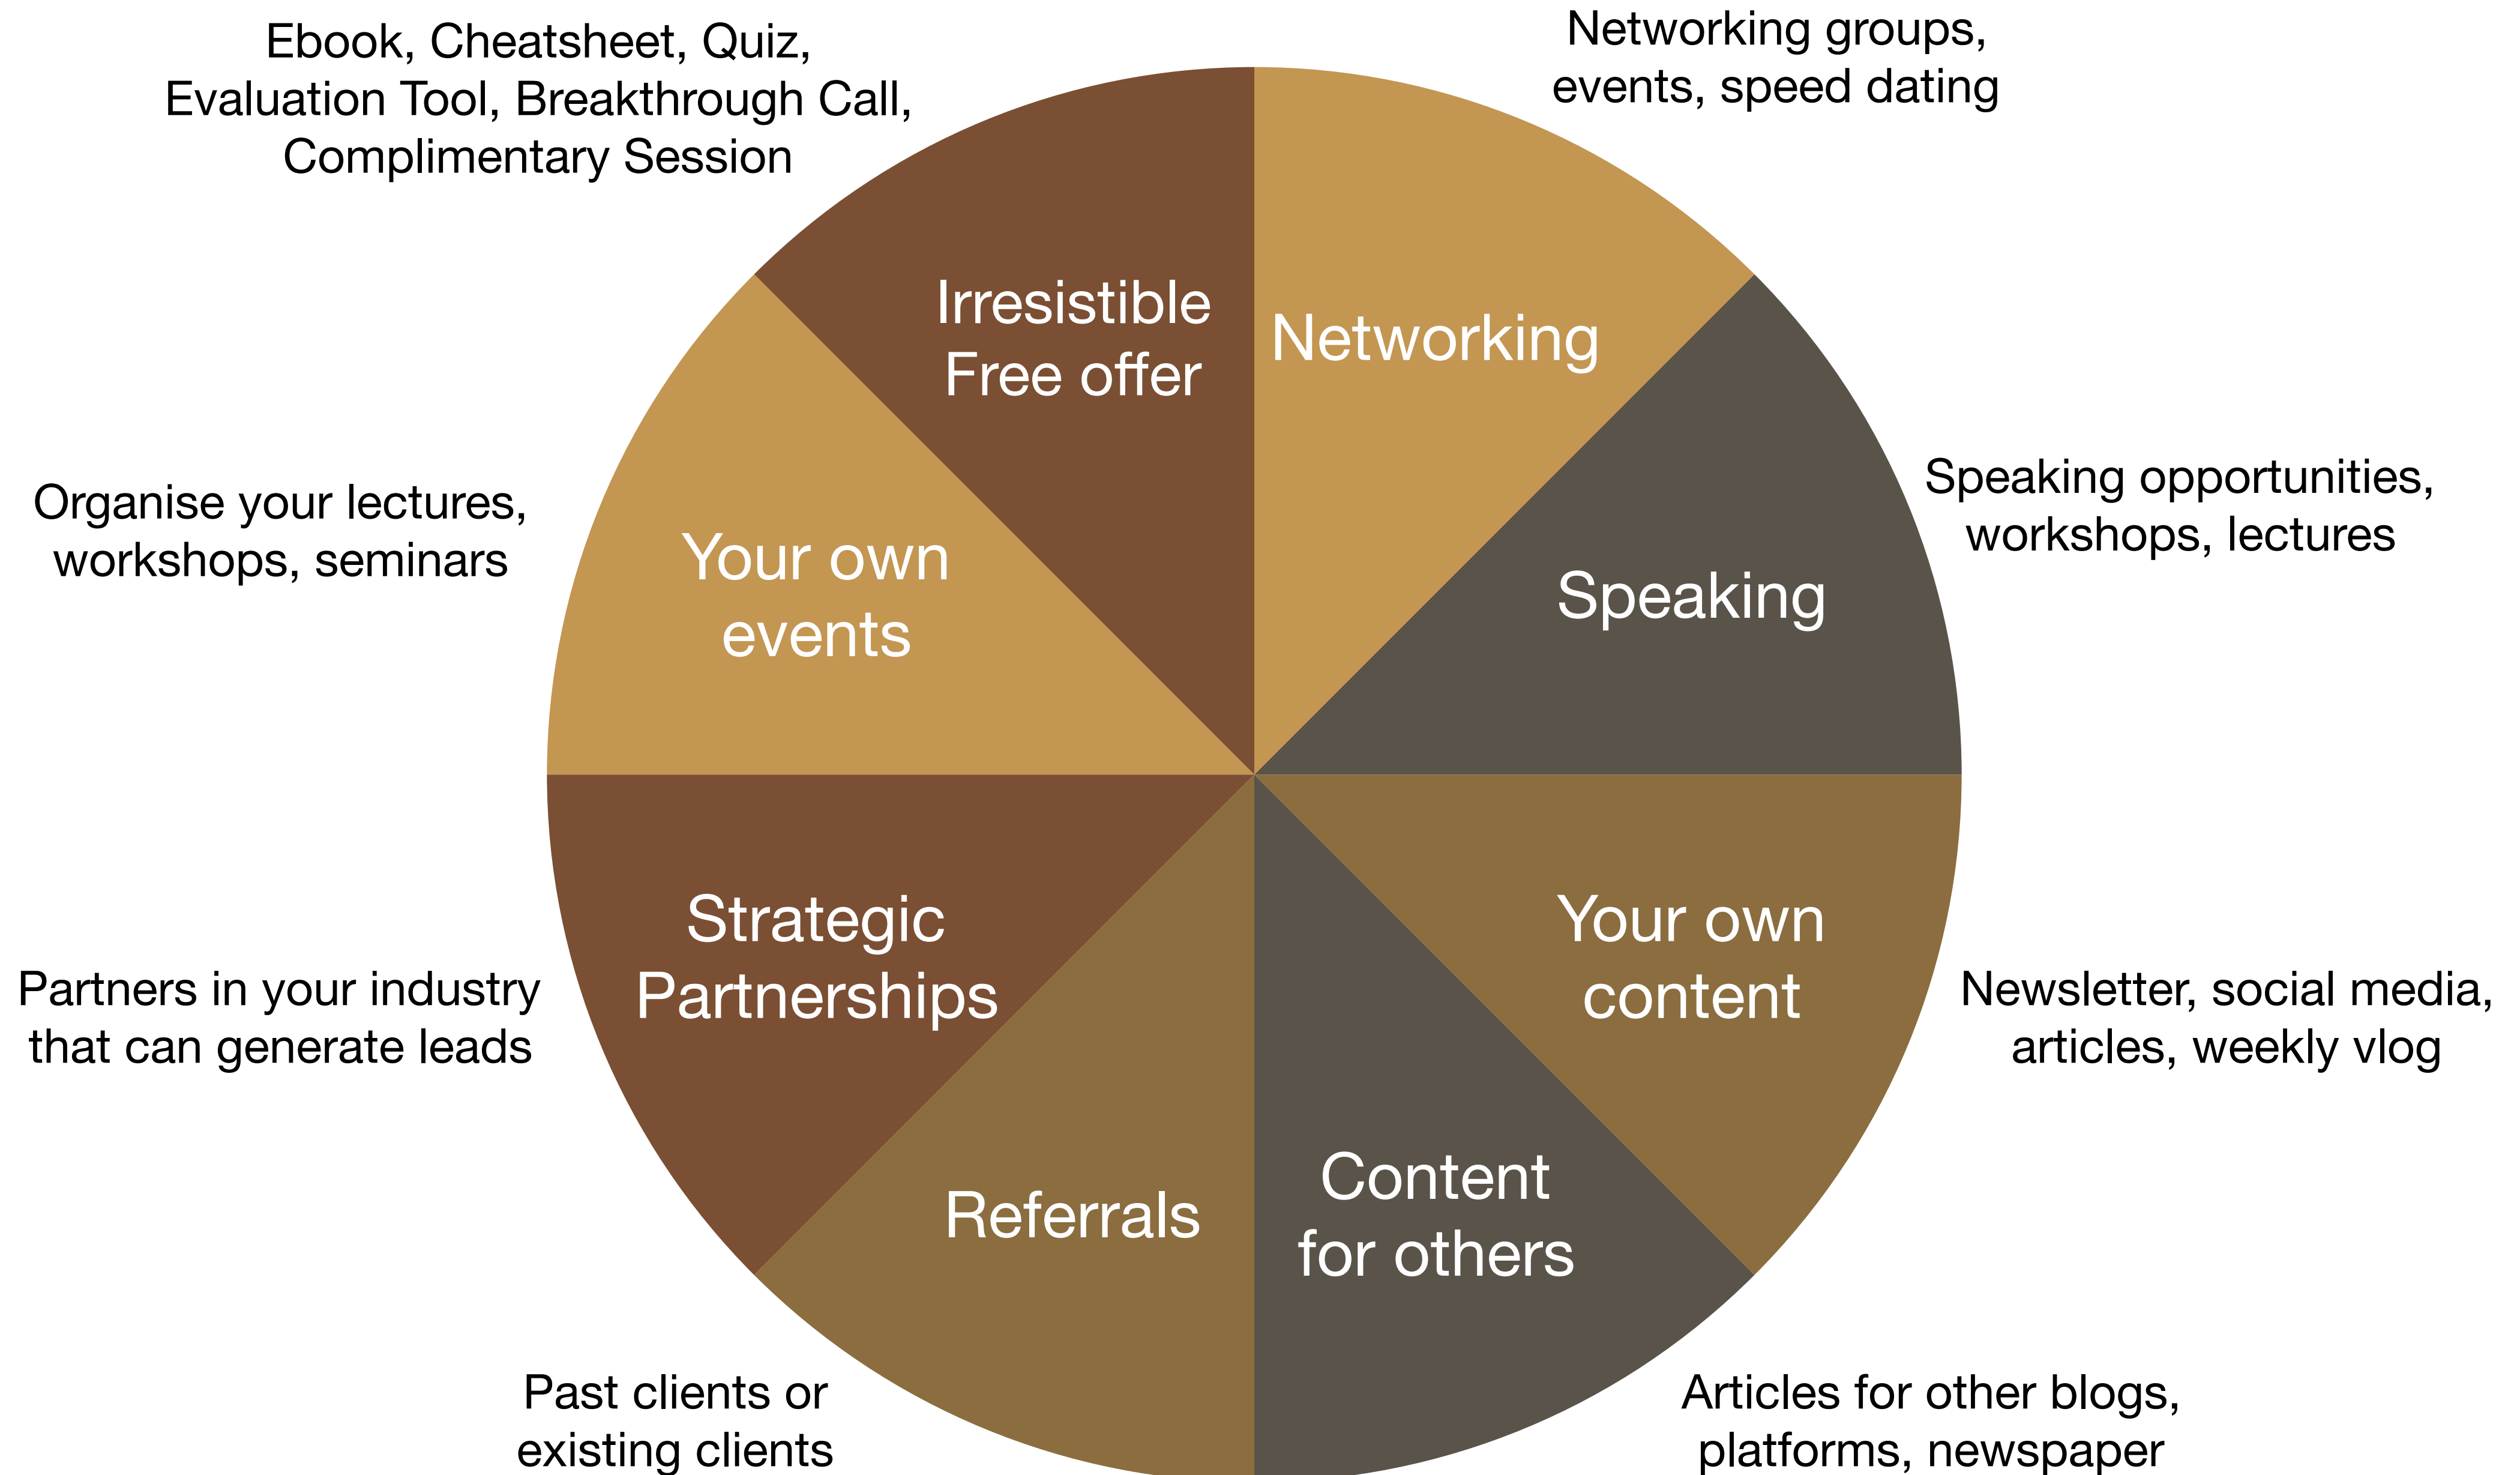 Ebook, Cheatsheet, Quiz,
Evaluation Tool, Breakthrough Call,
Complimentary Session
Networking groups,
events, speed dating
Irresistible
Free offer
Networking
Organise your lectures,
workshops, seminars
Your own
events
Speaking
Speaking opportunities,
workshops, lectures
Partners in your industry
that can generate leads
Strategic
Partnerships
Your own
content
Newsletter, social media,
articles, weekly vlog
Referrals
Content
for others
Past clients or
existing clients
Articles for other blogs,
platforms, newspaper